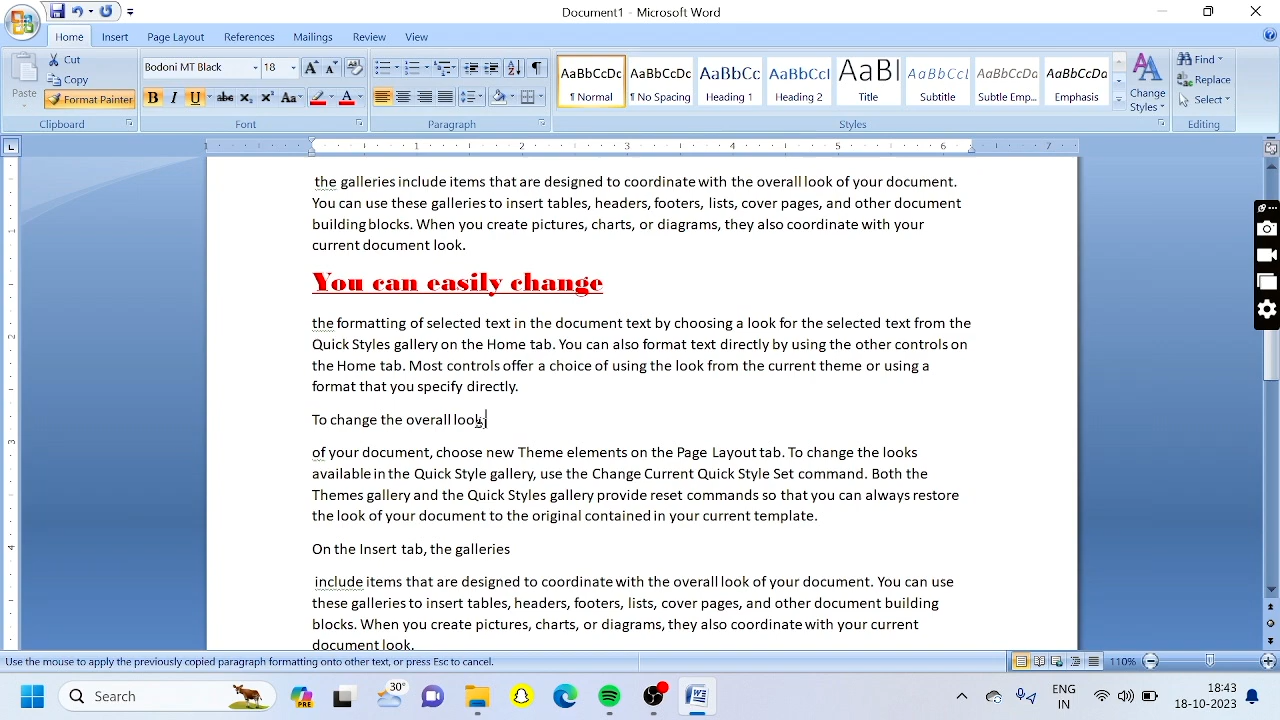 Document1 - Microsoft Word
Home Insert Page Layout References Mailings Review View
Paste
Cut
Copy
Format Painter
Clipboard
Bodoni MT Black 18
Font
Paragraph
AaBbCcDc AaBbCcDc AaBbCc AaBbCcI AaBl AaBbCcL AaBbCcDa AaBbCcDa
¶ Normal ¶ No Spacing Heading 1 Heading 2 Title Subtitle Subtle Emp... Emphasis
Change Styles
Styles
Find
Replace
Select
Editing
the galleries include items that are designed to coordinate with the overall look of your document.
You can use these galleries to insert tables, headers, footers, lists, cover pages, and other document
building blocks. When you create pictures, charts, or diagrams, they also coordinate with your
current document look.
You can easily change
the formatting of selected text in the document text by choosing a look for the selected text from the
Quick Styles gallery on the Home tab. You can also format text directly by using the other controls on
the Home tab. Most controls offer a choice of using the look from the current theme or using a
format that you specify directly.
To change the overall look
of your document, choose new Theme elements on the Page Layout tab. To change the looks
available in the Quick Style gallery, use the Change Current Quick Style Set command. Both the
Themes gallery and the Quick Styles gallery provide reset commands so that you can always restore
the look of your document to the original contained in your current template.
On the Insert tab, the galleries
include items that are designed to coordinate with the overall look of your document. You can use
these galleries to insert tables, headers, footers, lists, cover pages, and other document building
blocks. When you create pictures, charts, or diagrams, they also coordinate with your current
document look.
Use the mouse to apply the previously copied paragraph formatting onto other text, or press Esc to cancel.
110%
Search
PRE
30°
ENG
IN
18:43
18-10-2023